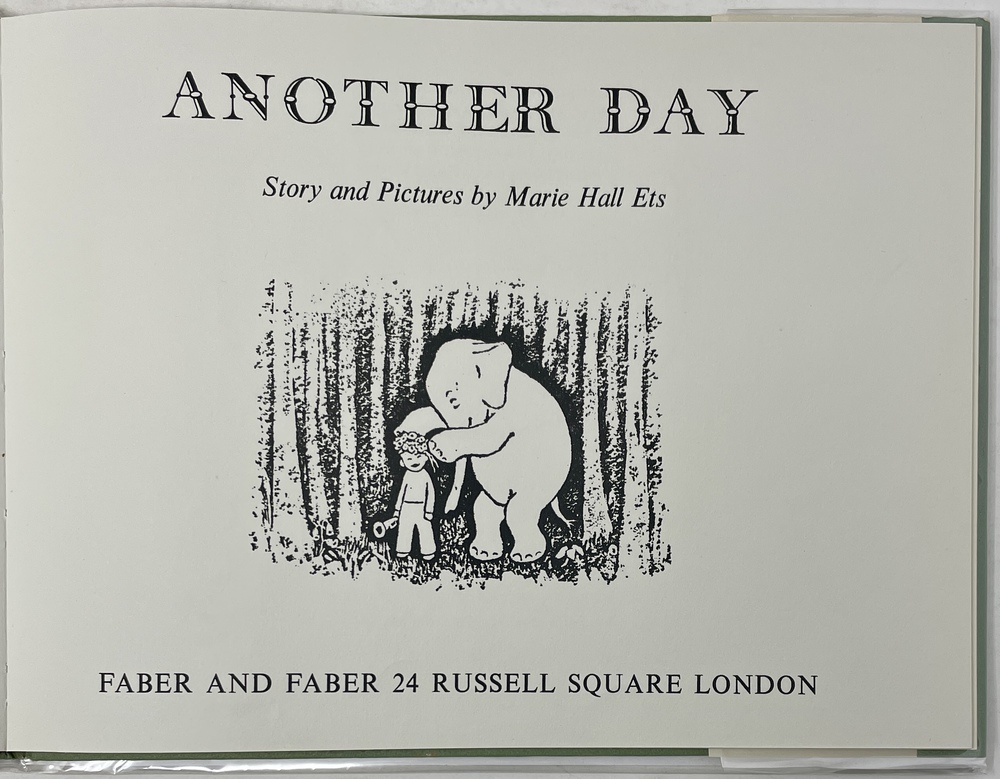 ANOTHER DAY
Story and Pictures by Marie Hall Ets
FABER AND FABER 24 RUSSELL SQUARE LONDON